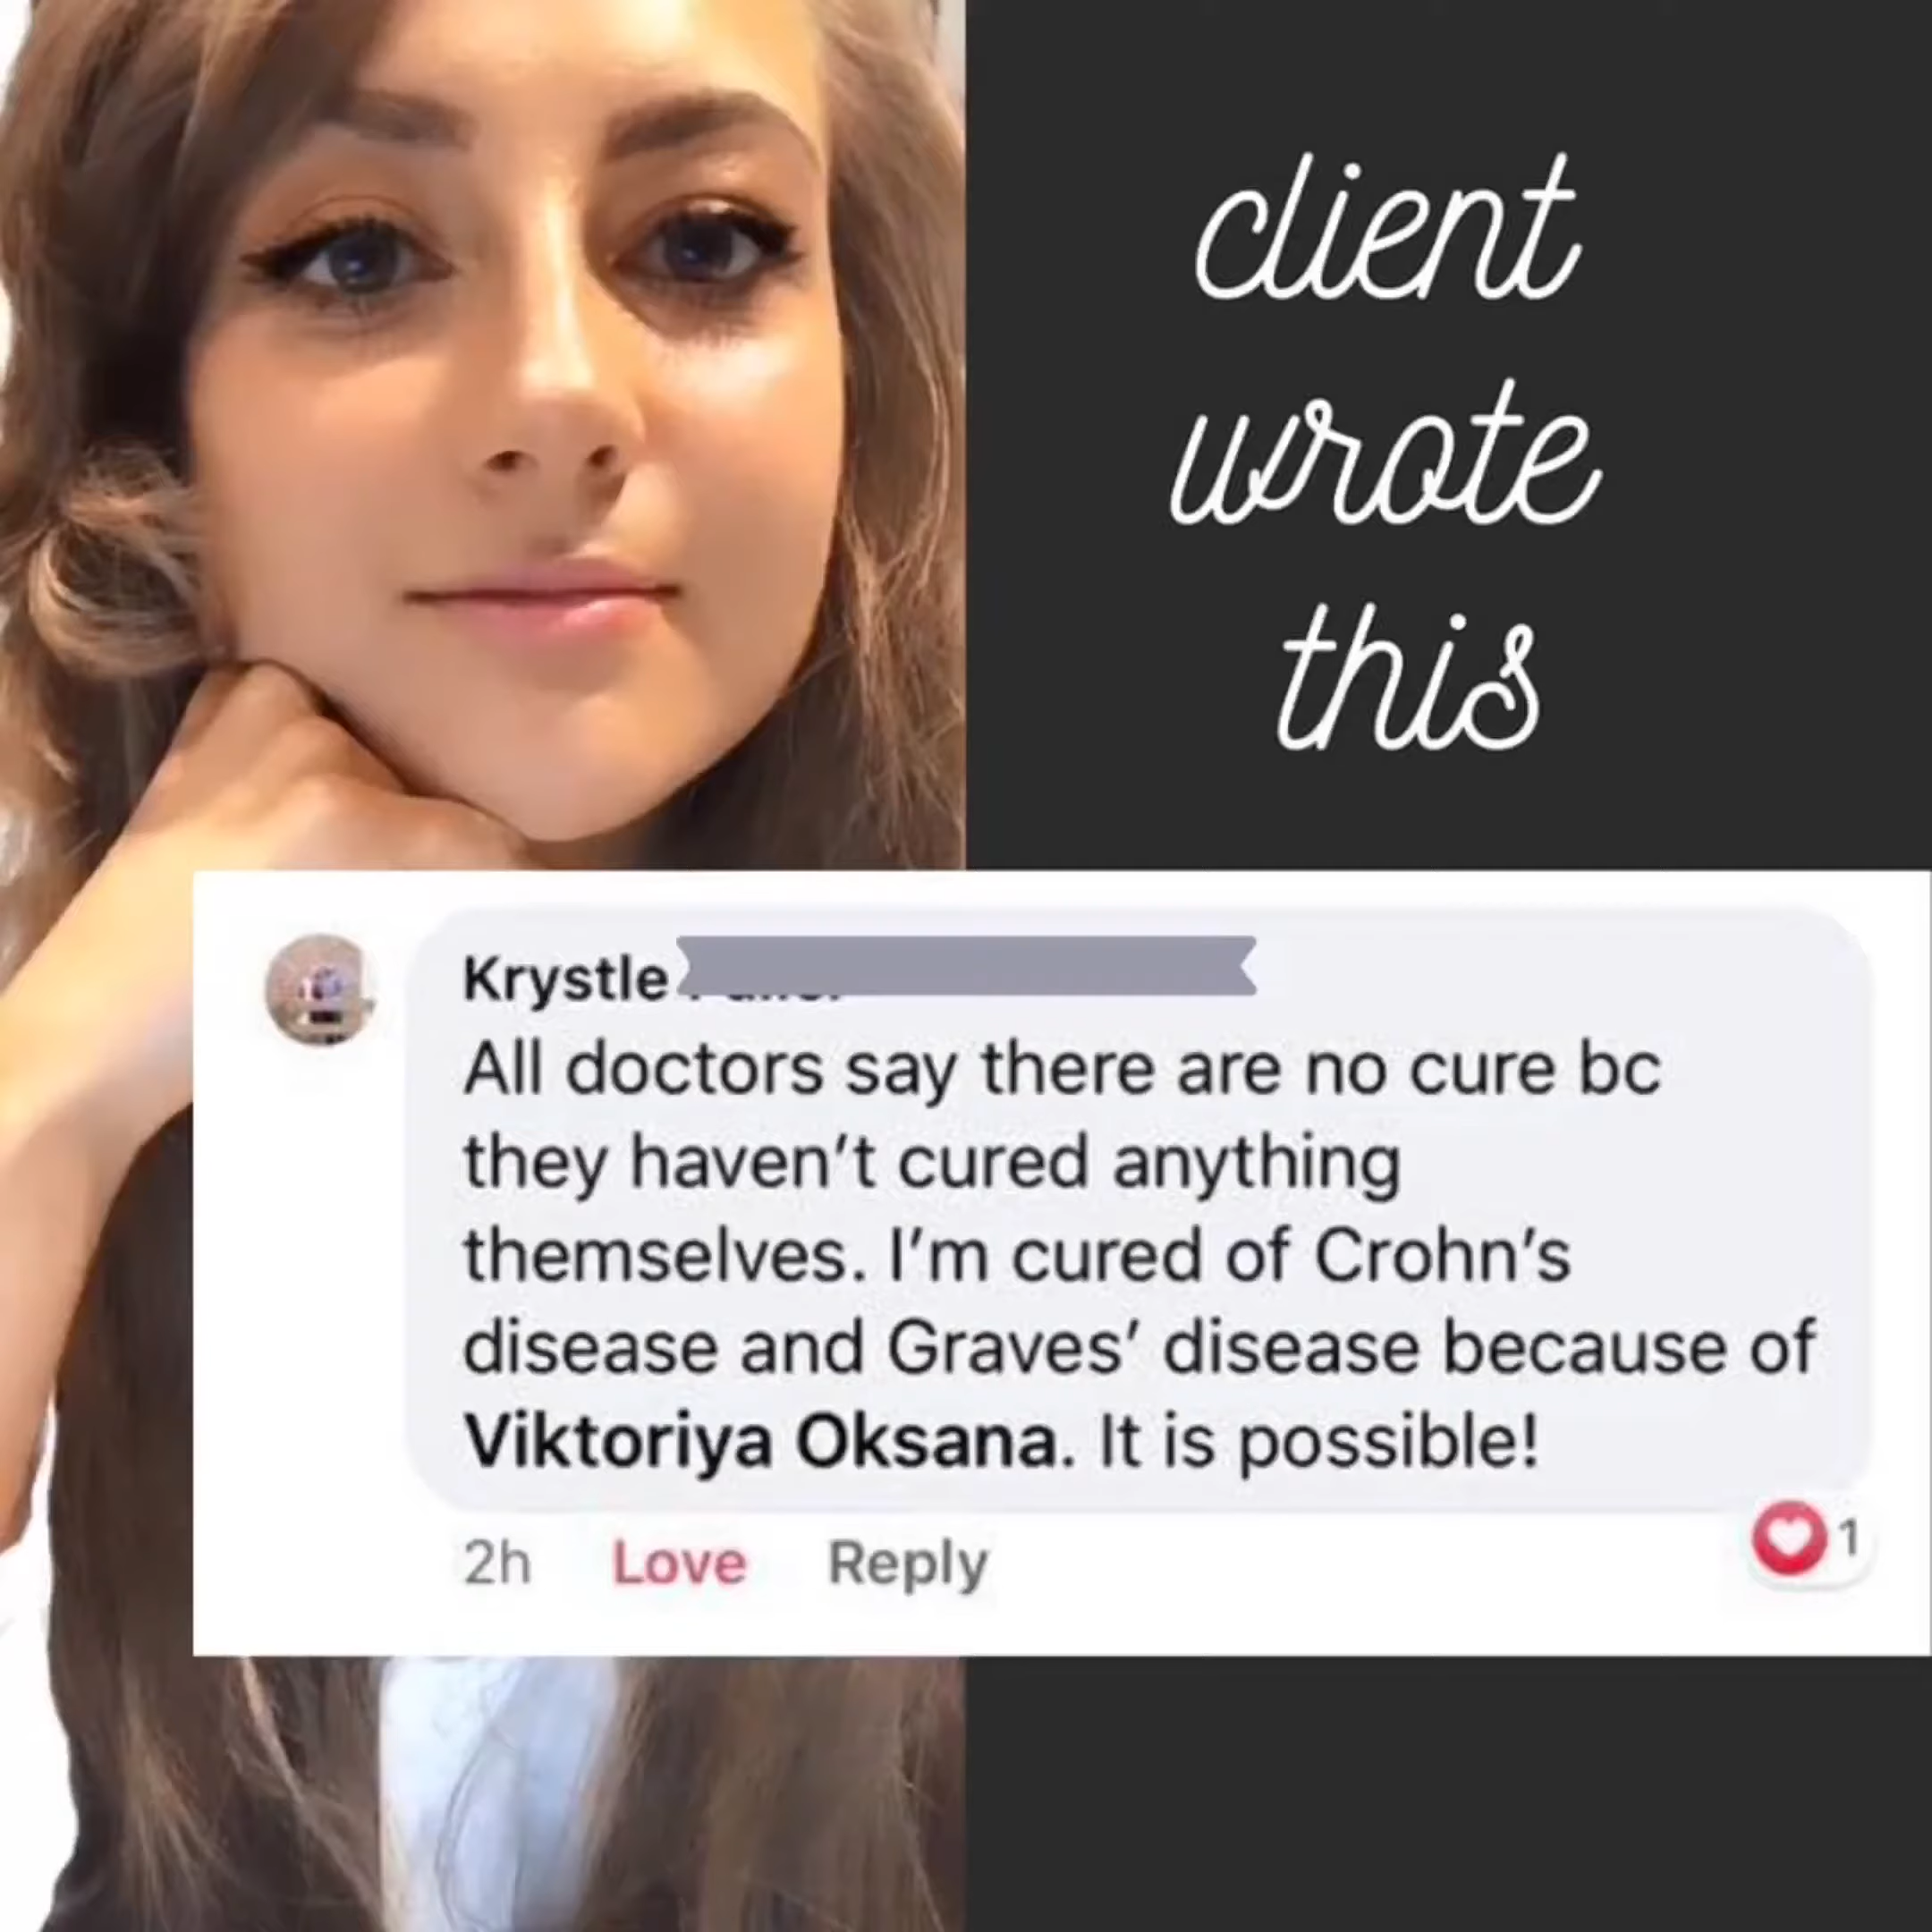 client
wrote
this
Krystle
All doctors say there are no cure bc
they haven't cured anything
themselves. I'm cured of Crohn's
disease and Graves' disease because of
Viktoriya Oksana. It is possible!
2h Love Reply
1